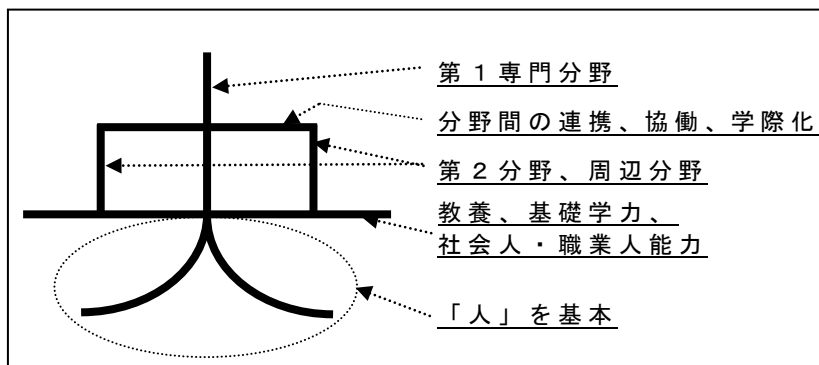 第１専門分野
分野間の連携、協働、学際化
第２分野、周辺分野
教養、基礎学力、
社会人・職業人能力
「人」を基本